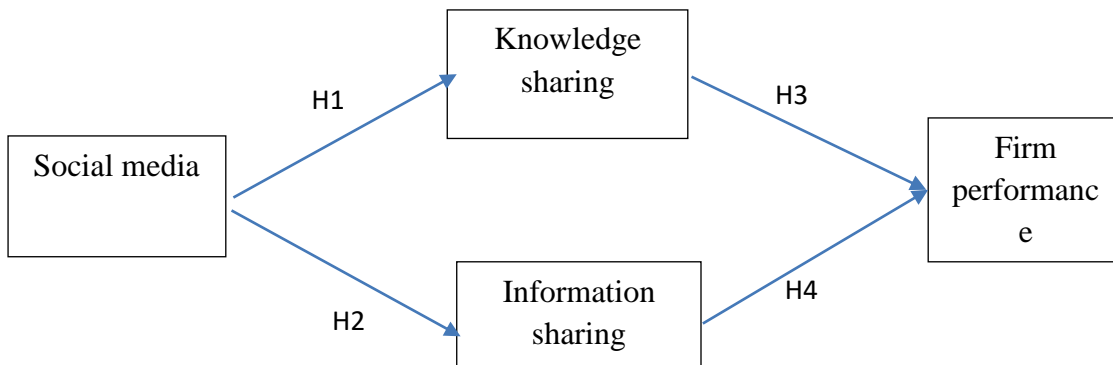 Knowledge
sharing
H1
H3
Social media
Firm
performanc
e
Information
sharing
H2
H4